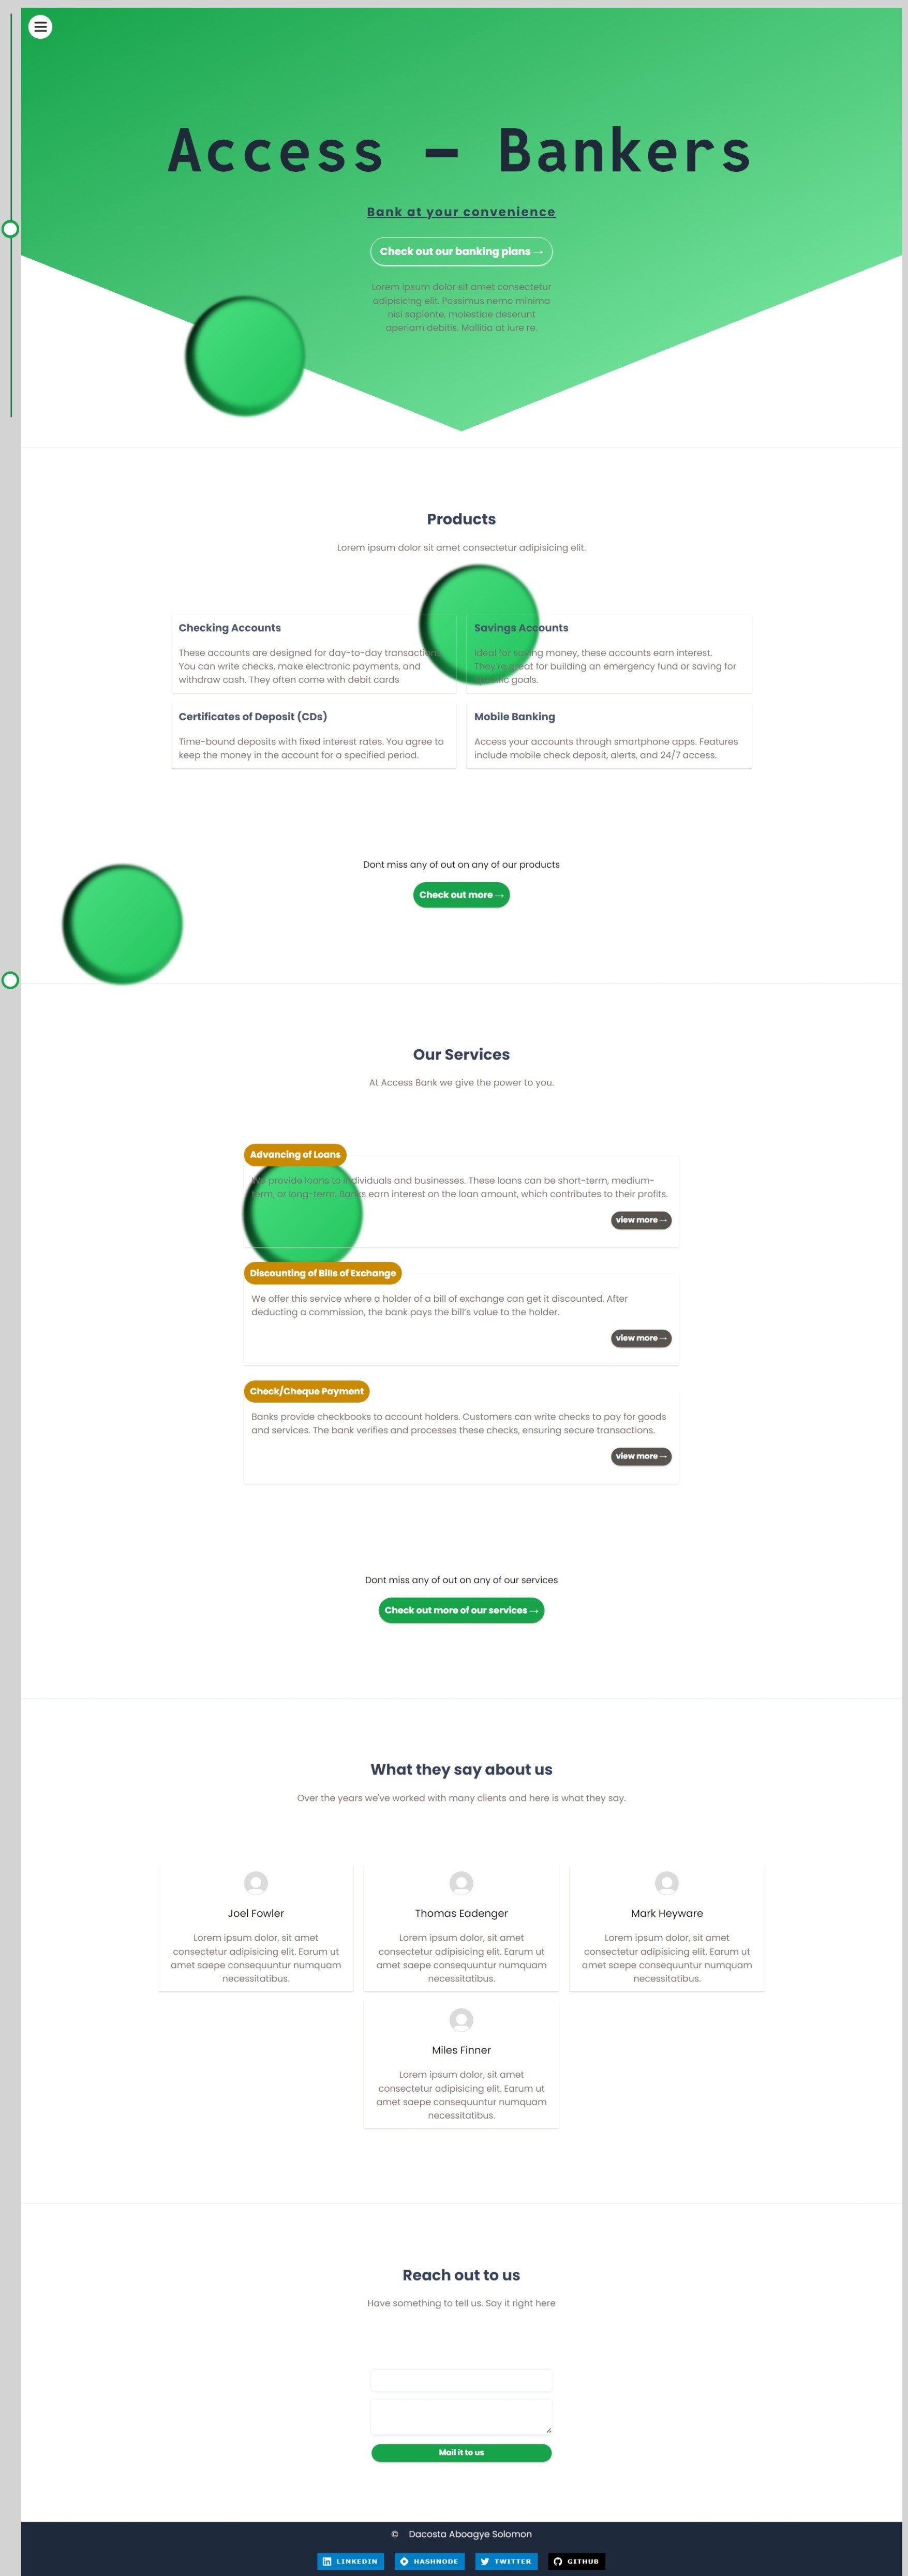 Access - Bankers
Bank at your convenience
Check out our banking plans →
Lorem ipsum dolor sit amet consectetur
adipisicing elit. Possimus nemo minima
nisi sapiente, molestiae deserunt
aperiam debitis. Mollitia at iure re.
Products
Lorem ipsum dolor sit amet consectetur adipisicing elit.
Checking Accounts
These accounts are designed for day-to-day transactions.
You can write checks, make electronic payments, and
withdraw cash. They often come with debit cards
Savings Accounts
Ideal for saving money, these accounts earn interest.
They're great for building an emergency fund or saving for
specific goals.
Certificates of Deposit (CDs)
Time-bound deposits with fixed interest rates. You agree to
keep the money in the account for a specified period.
Mobile Banking
Access your accounts through smartphone apps. Features
include mobile check deposit, alerts, and 24/7 access.
Dont miss any of out on any of our products
Check out more →
Our Services
At Access Bank we give the power to you.
Advancing of Loans
We provide loans to individuals and businesses. These loans can be short-term, medium-
term, or long-term. Banks earn interest on the loan amount, which contributes to their profits.
view more →
Discounting of Bills of Exchange
We offer this service where a holder of a bill of exchange can get it discounted. After
deducting a commission, the bank pays the bill's value to the holder.
view more →
Check/Cheque Payment
Banks provide checkbooks to account holders. Customers can write checks to pay for goods
and services. The bank verifies and processes these checks, ensuring secure transactions.
view more →
Dont miss any of out on any of our services
Check out more of our services →
What they say about us
Over the years we've worked with many clients and here is what they say.
Joel Fowler
Lorem ipsum dolor, sit amet
consectetur adipisicing elit. Earum ut
amet saepe consequuntur numquam
necessitatibus.
Thomas Eadenger
Lorem ipsum dolor, sit amet
consectetur adipisicing elit. Earum ut
amet saepe consequuntur numquam
necessitatibus.
Mark Heyware
Lorem ipsum dolor, sit amet
consectetur adipisicing elit. Earum ut
amet saepe consequuntur numquam
necessitatibus.
Miles Finner
Lorem ipsum dolor, sit amet
consectetur adipisicing elit. Earum ut
amet saepe consequuntur numquam
necessitatibus.
Reach out to us
Have something to tell us. Say it right here
Mail it to us
© Dacosta Aboagye Solomon
LINKEDIN
HASHNODE
TWITTER
GITHUB